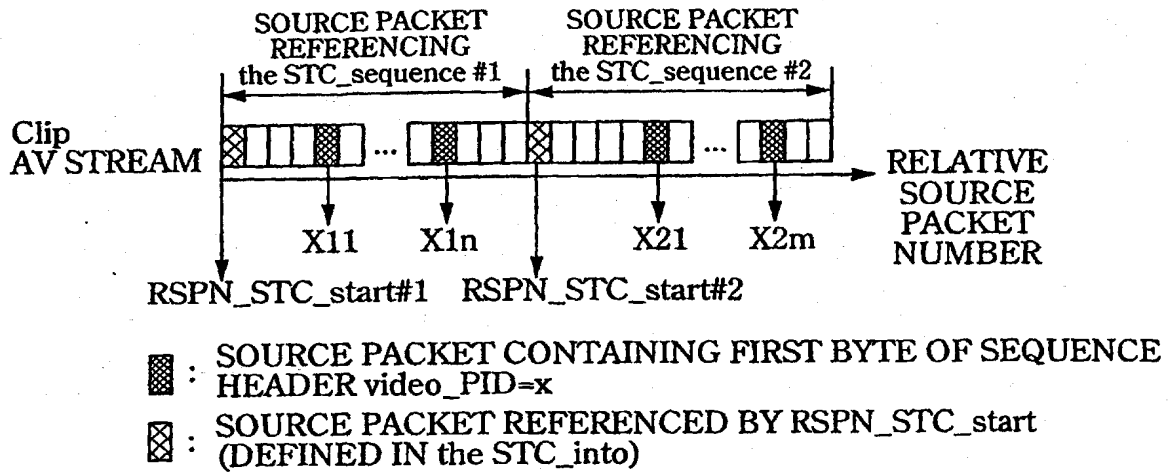 SOURCE PACKET
REFERENCING
the STC_sequence #1
SOURCE PACKET
REFERENCING
the STC_sequence #2
Clip
AV STREAM
...
...
RELATIVE
SOURCE
PACKET
NUMBER
X11
X1n
X21
X2m
RSPN_STC_start#1
RSPN_STC_start#2
: SOURCE PACKET CONTAINING FIRST BYTE OF SEQUENCE
HEADER video_PID=x
: SOURCE PACKET REFERENCED BY RSPN_STC_start
(DEFINED IN the STC_into)